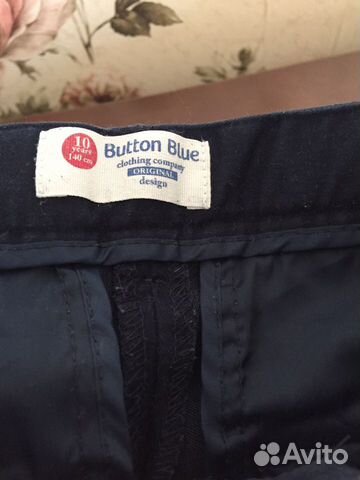 10
years
140 cm
Button Blue
clothing company
ORIGINAL
design
Avito